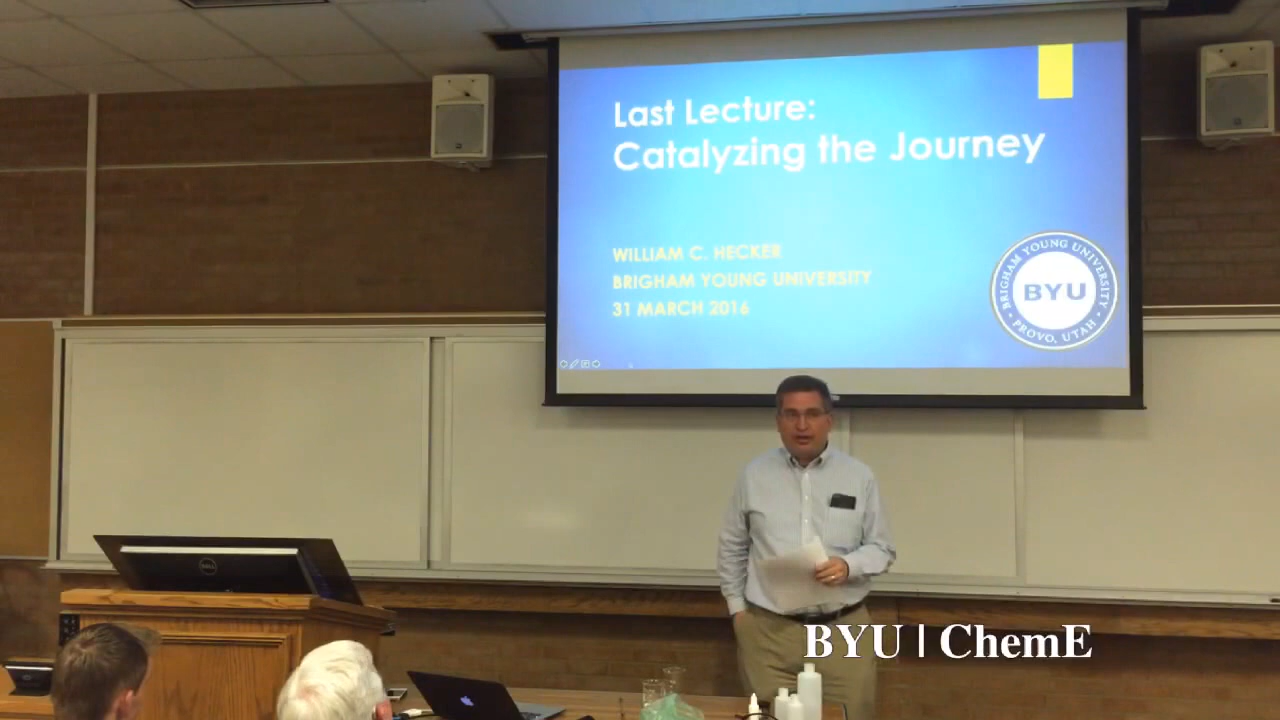 Last Lecture:
Catalyzing the Journey
WILLIAM C. HECKER
BRIGHAM YOUNG UNIVERSITY
31 MARCH 2016
BRIGHAM YOUNG UNIVERSITY
BYU
PROVO, UTAH
DELL
BYU | ChemE